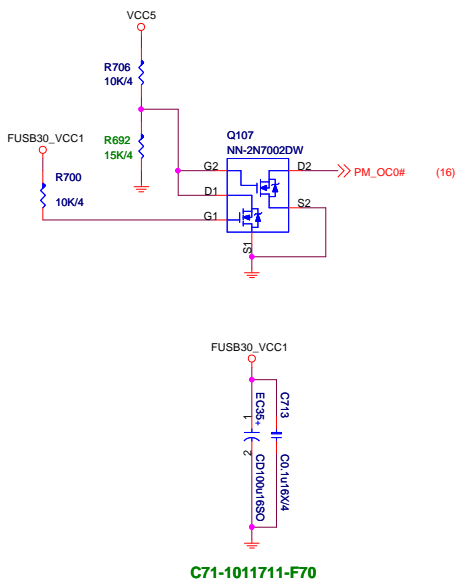 VCC5
R706
10K/4
FUSB30_VCC1
R692
15K/4
R700
10K/4
Q107
NN-2N7002DW
G2
D2
PM_OC0#
(16)
D1
S2
G1
S1
FUSB30_VCC1
1
EC35
+
C713
2
CD100u16SO
C0.1u16X/4
C71-1011711-F70